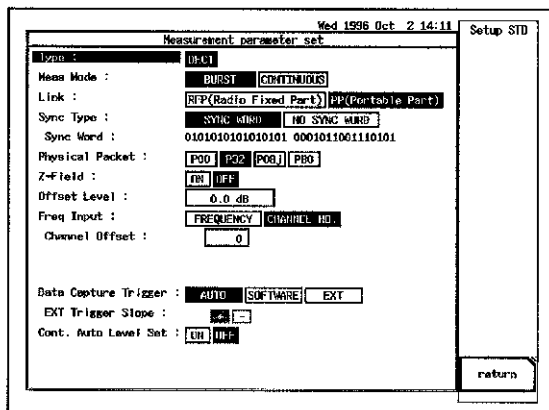 Wed 1996 Oct 2 14:11
Setup STD
Measurement parameter set
Type : DECT
Meas Mode : BURST CONTINUOUS
Link : RFP(Radio Fixed Part) PP(Portable Part)
Sync Type : SYNC WORD NO SYNC WORD
Sync Word : 0101010101010101 0001011001110101
Physical Packet : P00 P32 P08j P80
Z-Field : ON OFF
Offset Level : 0.0 dB
Freq Input : FREQUENCY CHANNEL NO.
Channel Offset : 0
Data Capture Trigger : AUTO SOFTWARE EXT
EXT Trigger Slope : + -
Cont. Auto Level Set : ON OFF
return